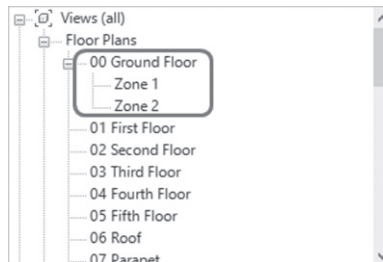 Views (all)
Floor Plans
00 Ground Floor
Zone 1
Zone 2
01 First Floor
02 Second Floor
03 Third Floor
04 Fourth Floor
05 Fifth Floor
06 Roof
07 Parapet